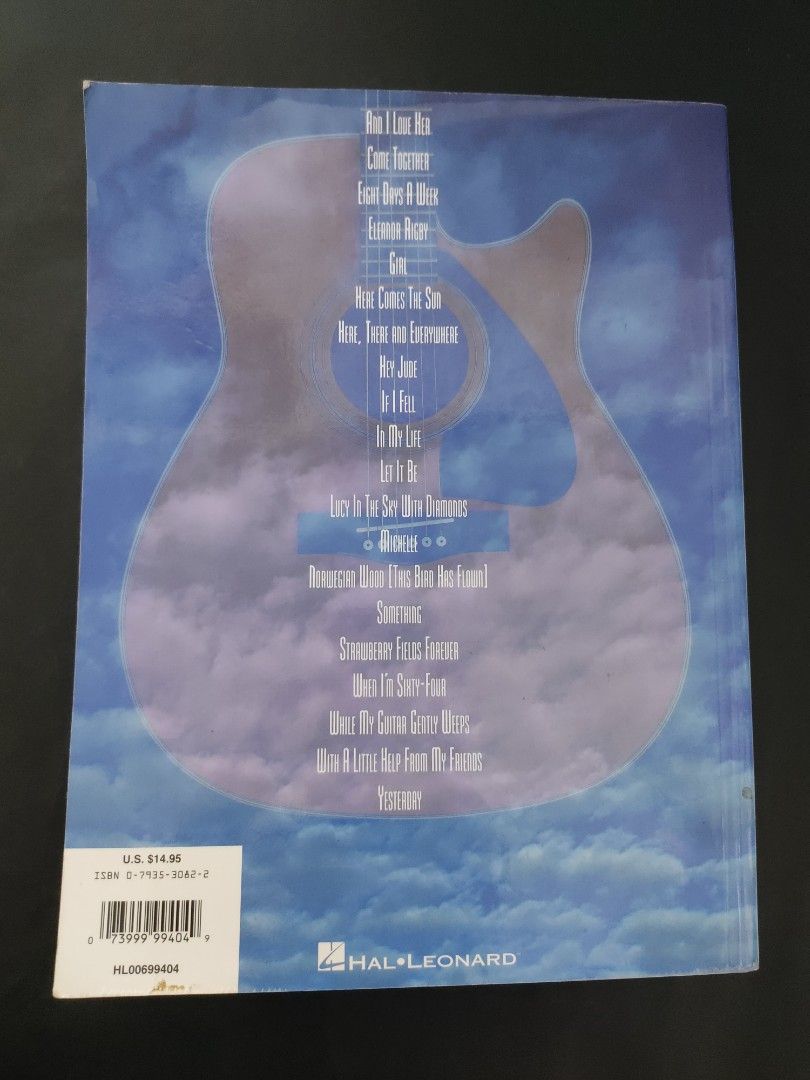 And I Love Her
Come Together
Eight Days A Week
Eleanor Rigby
Girl
Here Comes The Sun
Here, There and Everywhere
Hey Jude
If I Fell
In My Life
Let It Be
Lucy In The Sky With Diamonds
Michelle
Norwegian Wood [This Bird Has Flown]
Something
Strawberry Fields Forever
When I'm Sixty-Four
While My Guitar Gently Weeps
With A Little Help From My Friends
Yesterday
U.S. $14.95
ISBN 0-7935-3082-2
0 73999 99404 9
HL00699404
HAL•LEONARD